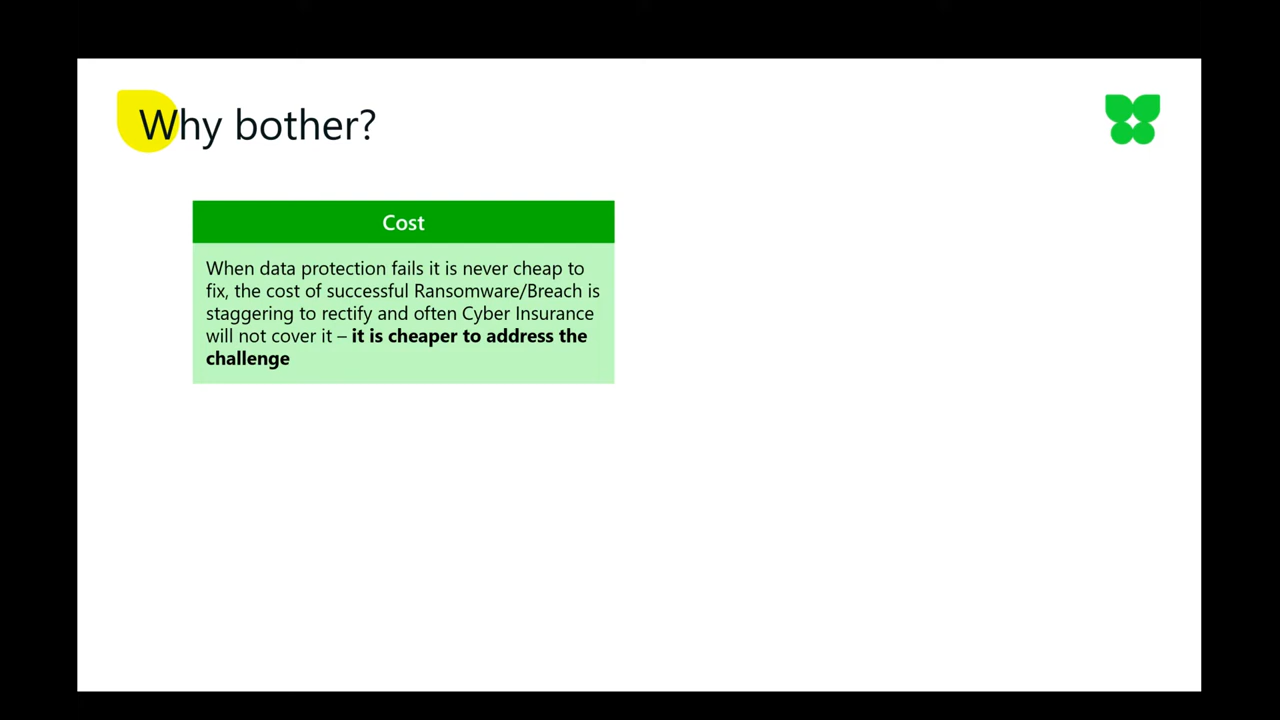 Why bother?
Cost
When data protection fails it is never cheap to
fix, the cost of successful Ransomware/Breach is
staggering to rectify and often Cyber Insurance
will not cover it – it is cheaper to address the
challenge